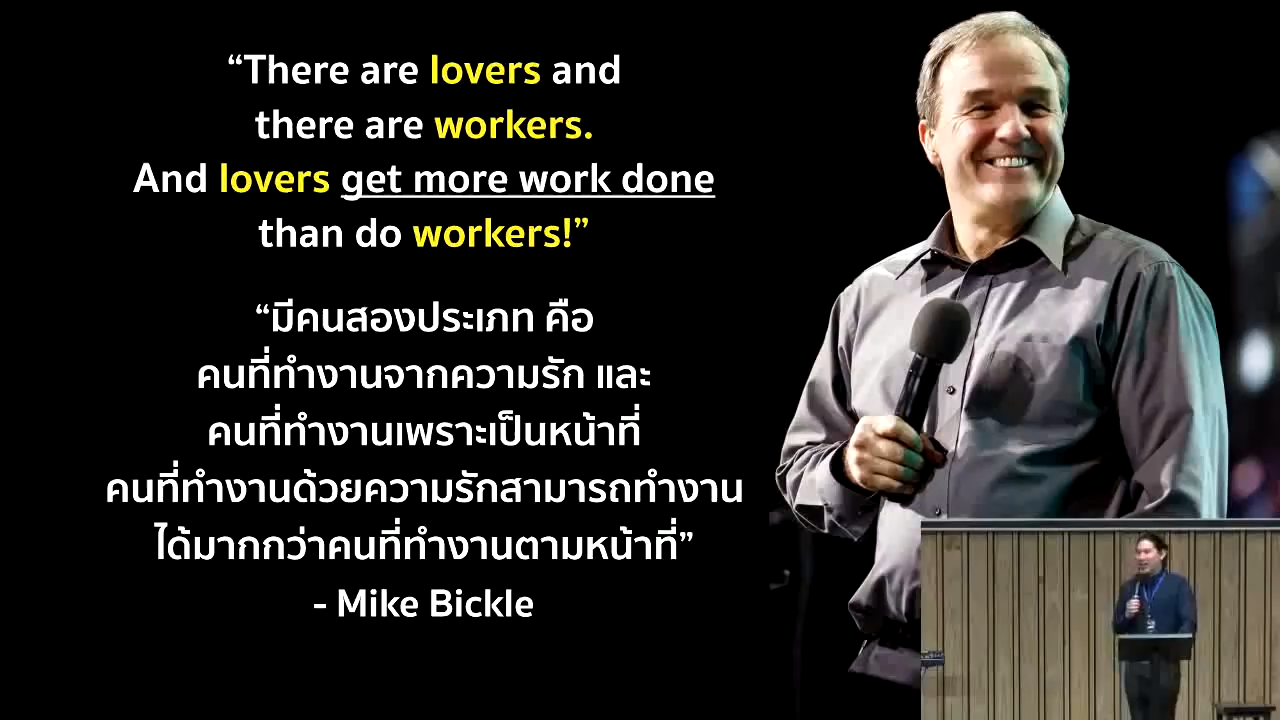 “There are lovers and
there are workers.
And lovers get more work done
than do workers!”
“มีคนสองประเภท คือ
คนที่ทำงานจากความรัก และ
คนที่ทำงานเพราะเป็นหน้าที่
คนที่ทำงานด้วยความรักสามารถทำงาน
ได้มากกว่าคนที่ทำงานตามหน้าที่”
- Mike Bickle